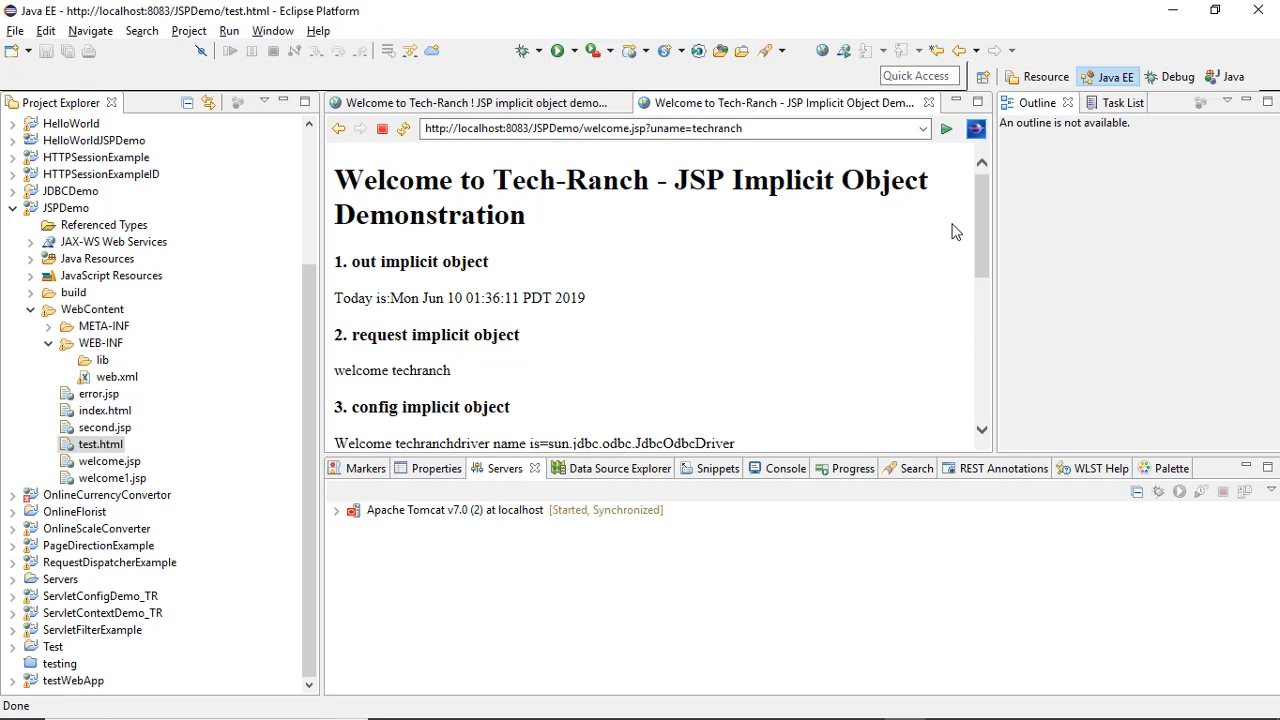 Java EE - http://localhost:8083/JSPDemo/test.html - Eclipse Platform
File Edit Navigate Search Project Run Window Help
Quick Access
Resource Java EE Debug Java
Project Explorer
HelloWorld
HelloWorldJSPDemo
HTTPSessionExample
HTTPSessionExampleID
JDBCDemo
JSPDemo
Referenced Types
JAX-WS Web Services
Java Resources
JavaScript Resources
build
WebContent
META-INF
WEB-INF
lib
web.xml
error.jsp
index.html
second.jsp
test.html
welcome.jsp
welcome1.jsp
OnlineCurrencyConvertor
OnlineFlorist
OnlineScaleConverter
PageDirectionExample
RequestDispatcherExample
Servers
ServletConfigDemo_TR
ServletContextDemo_TR
ServletFilterExample
Test
testing
testWebApp
Welcome to Tech-Ranch ! JSP implicit object demo...
Welcome to Tech-Ranch - JSP Implicit Object Dem...
http://localhost:8083/JSPDemo/welcome.jsp?uname=techranch
Welcome to Tech-Ranch - JSP Implicit Object
Demonstration
1. out implicit object
Today is:Mon Jun 10 01:36:11 PDT 2019
2. request implicit object
welcome techranch
3. config implicit object
Welcome techranchdriver name is=sun.jdbc.odbc.JdbcOdbcDriver
Outline Task List
An outline is not available.
Markers Properties Servers Data Source Explorer Snippets Console Progress Search REST Annotations WLST Help Palette
Apache Tomcat v7.0 (2) at localhost [Started, Synchronized]
Done